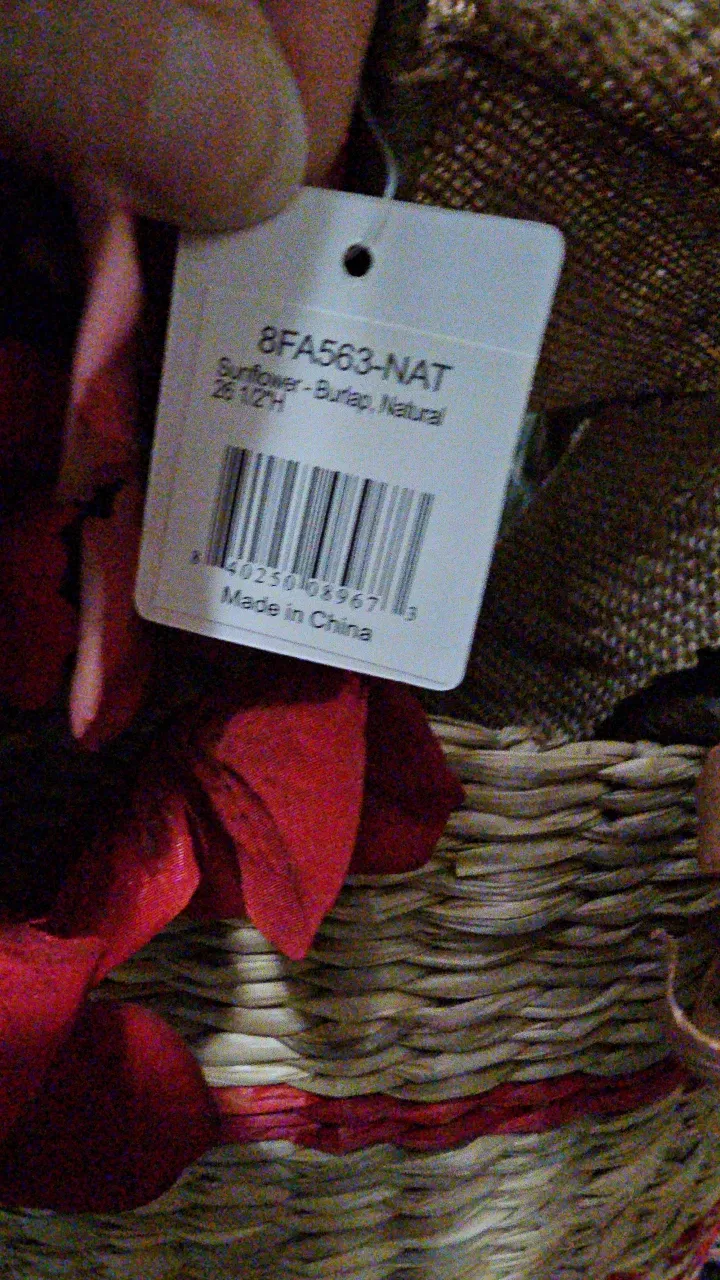 8FA563-NAT
Sunflower - Burlap, Natural
26 1/2"H
8 40250 08967 3
Made in China